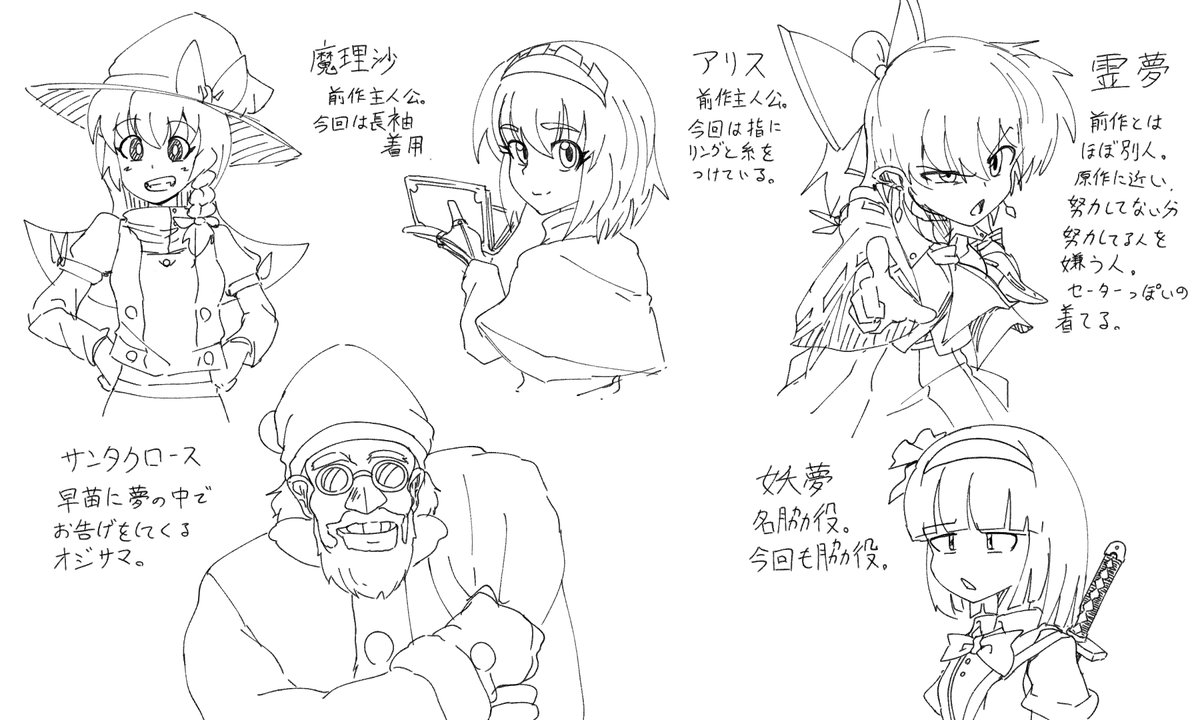 魔理沙
前作主人公。
今回は長袖
着用
アリス
前作主人公。
今回は指に
リングと糸を
つけている。
霊夢
前作とは
ほぼ別人。
原作に近い
努力してない分
努力してる人を
嫌う人。
セーターっぽいの
着てる。
サンタクロース
早苗に夢の中で
お告げをしてくる
オジサマ。
妖夢
名脇役。
今回も脇役。